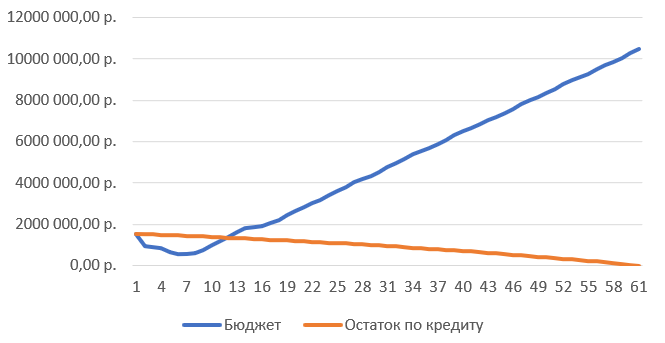 12000 000,00 р.
10000 000,00 р.
8000 000,00 р.
6000 000,00 р.
4000 000,00 р.
2000 000,00 р.
0,00 р.
1 4 7 10 13 16 19 22 25 28 31 34 37 40 43 46 49 52 55 58 61
Бюджет Остаток по кредиту